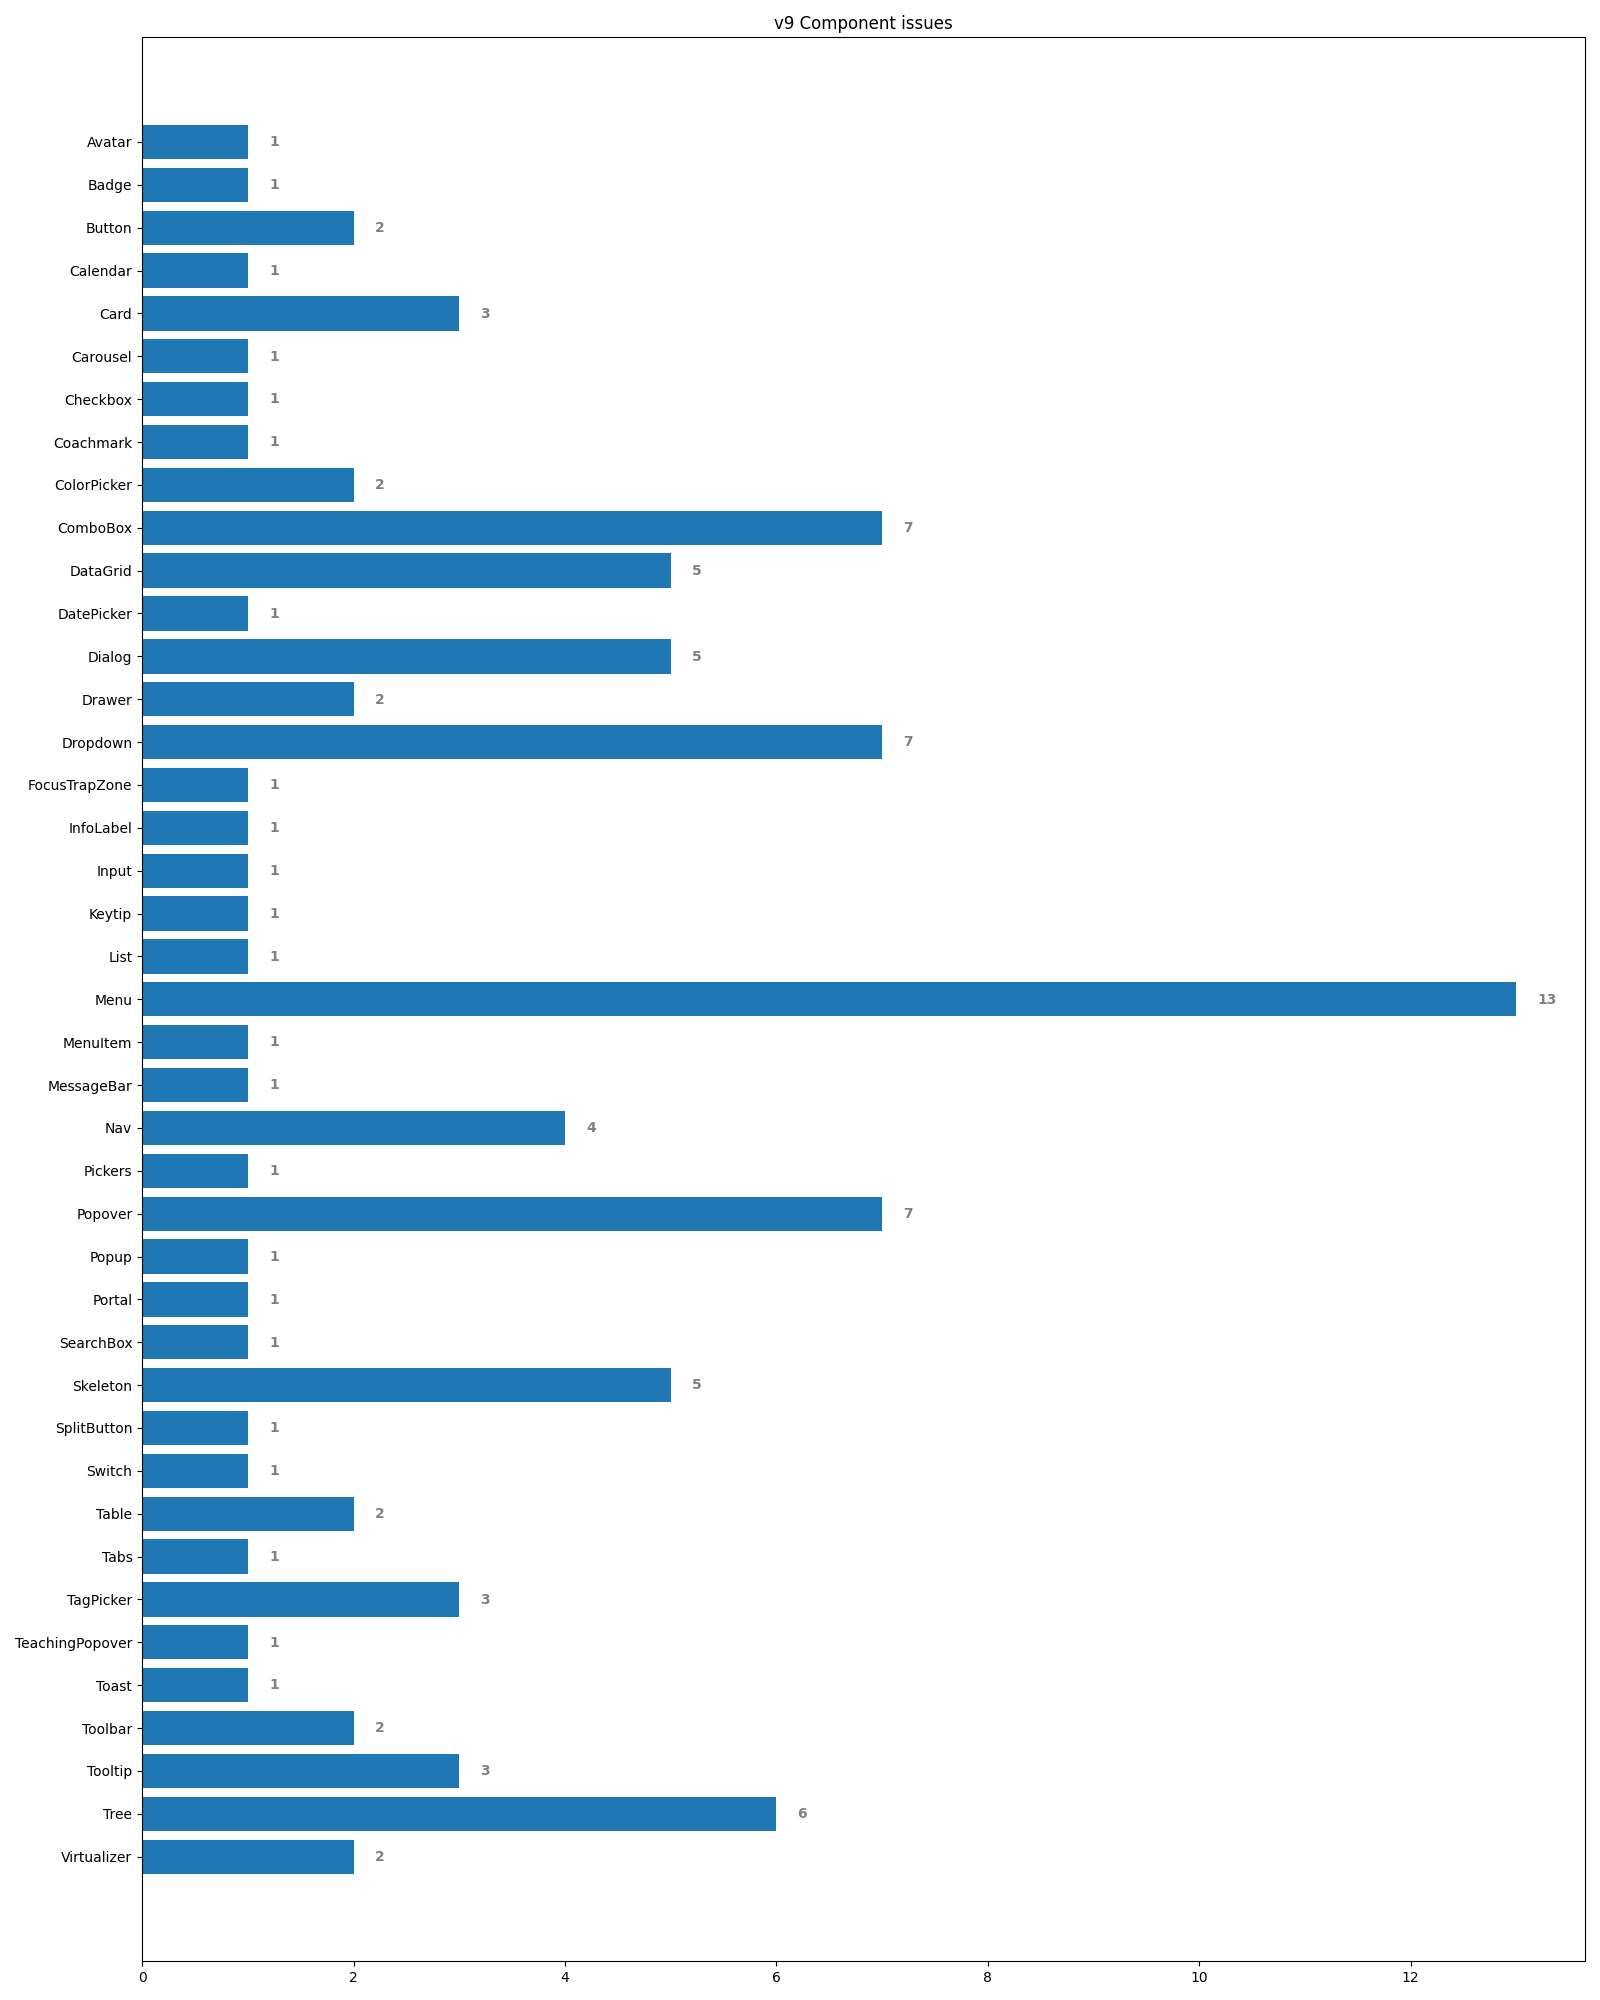 v9 Component issues
Avatar 1
Badge 1
Button 2
Calendar 1
Card 3
Carousel 1
Checkbox 1
Coachmark 1
ColorPicker 2
ComboBox 7
DataGrid 5
DatePicker 1
Dialog 5
Drawer 2
Dropdown 7
FocusTrapZone 1
InfoLabel 1
Input 1
Keytip 1
List 1
Menu 13
MenuItem 1
MessageBar 1
Nav 4
Pickers 1
Popover 7
Popup 1
Portal 1
SearchBox 1
Skeleton 5
SplitButton 1
Switch 1
Table 2
Tabs 1
TagPicker 3
TeachingPopover 1
Toast 1
Toolbar 2
Tooltip 3
Tree 6
Virtualizer 2
0 2 4 6 8 10 12